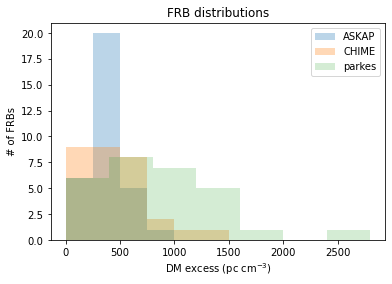 FRB distributions
ASKAP
CHIME
parkes
# of FRBs
20.0
17.5
15.0
12.5
10.0
7.5
5.0
2.5
0.0
0 500 1000 1500 2000 2500
DM excess (pc cm⁻³)